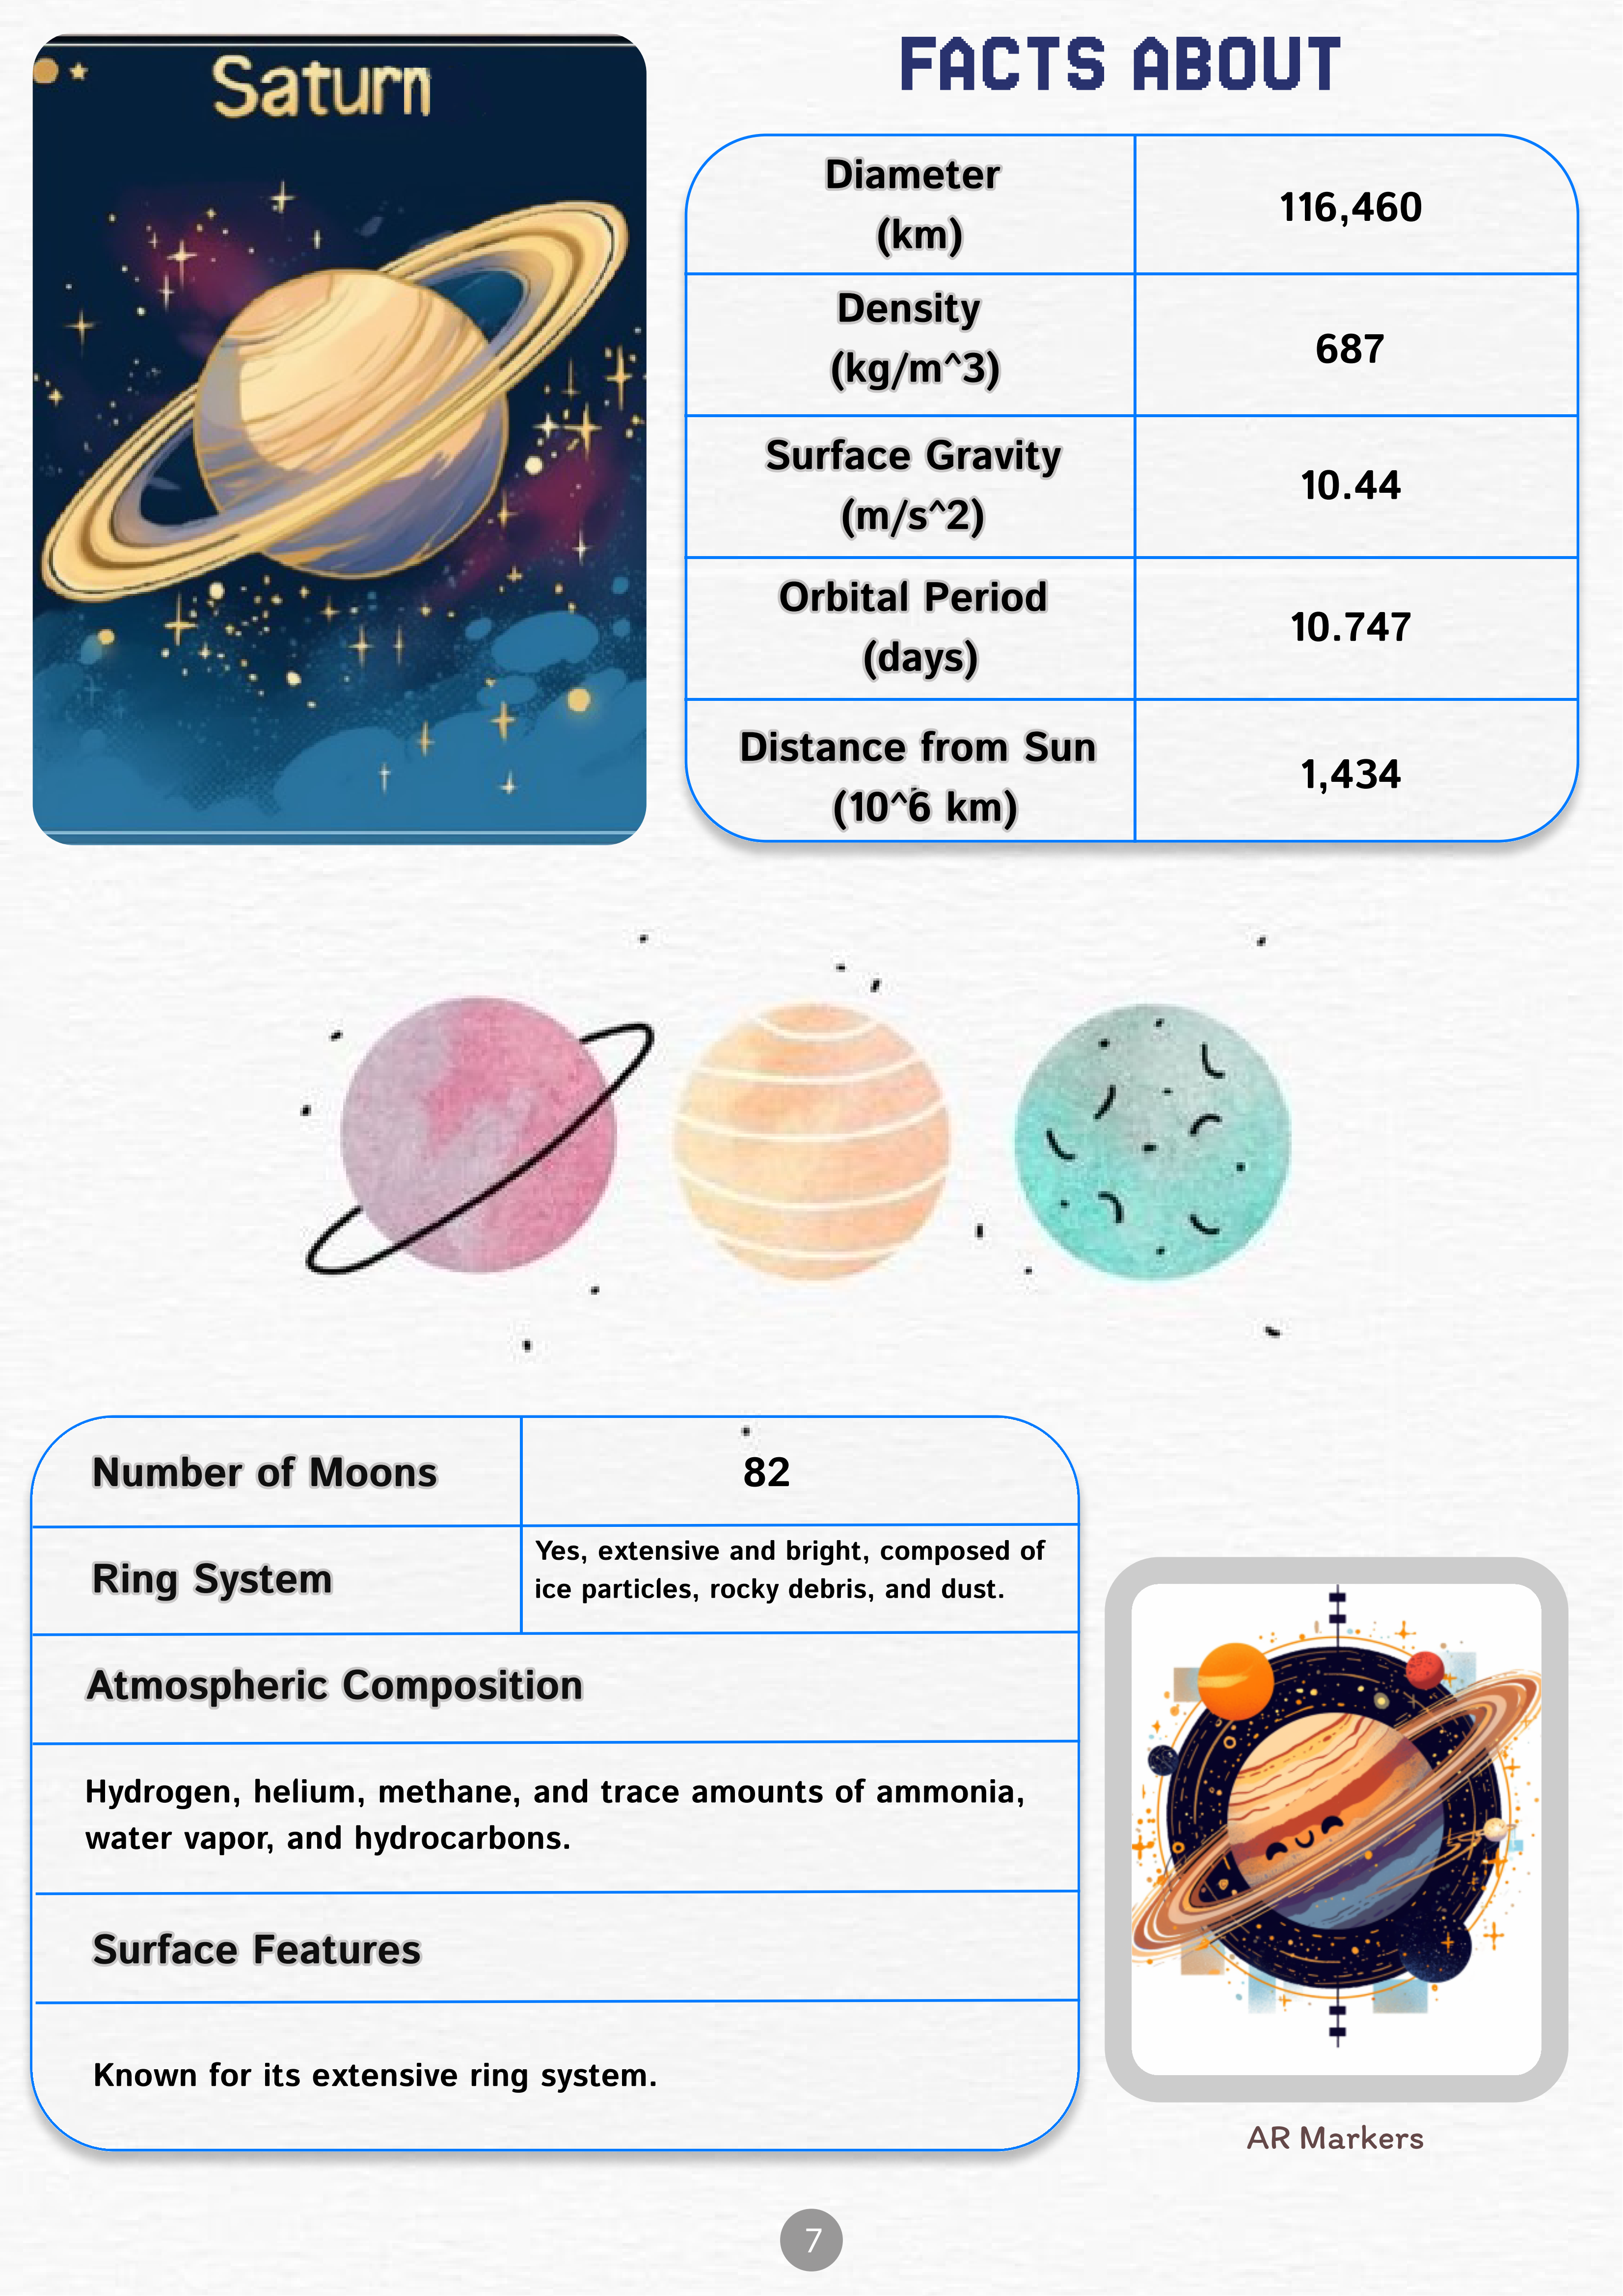 Saturn
FACTS ABOUT
Diameter
(km)
116,460
Density
(kg/m^3)
687
Surface Gravity
(m/s^2)
10.44
Orbital Period
(days)
10.747
Distance from Sun
(10^6 km)
1,434
Number of Moons
82
Ring System
Yes, extensive and bright, composed of
ice particles, rocky debris, and dust.
Atmospheric Composition
Hydrogen, helium, methane, and trace amounts of ammonia,
water vapor, and hydrocarbons.
Surface Features
Known for its extensive ring system.
AR Markers
7